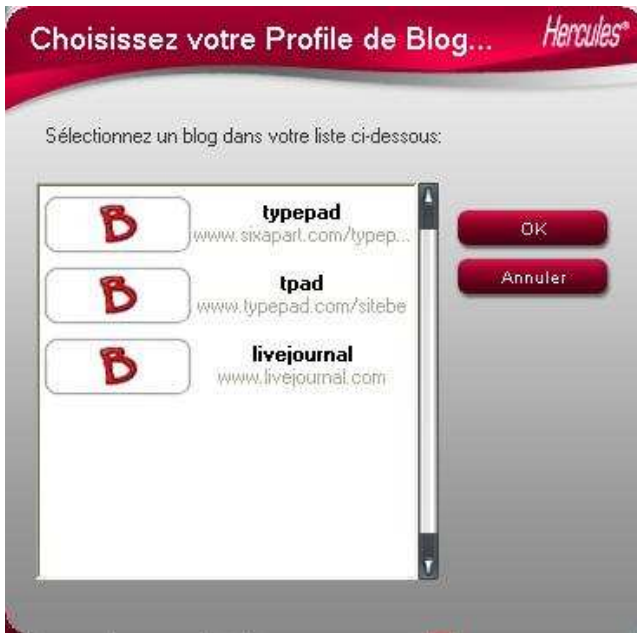 Choisissez votre Profile de Blog...
Hercules®
Sélectionnez un blog dans votre liste ci-dessous:
B
typepad
www.sixapart.com/typep...
B
tpad
www.typepad.com/sitebe
B
livejournal
www.livejournal.com
OK
Annuler